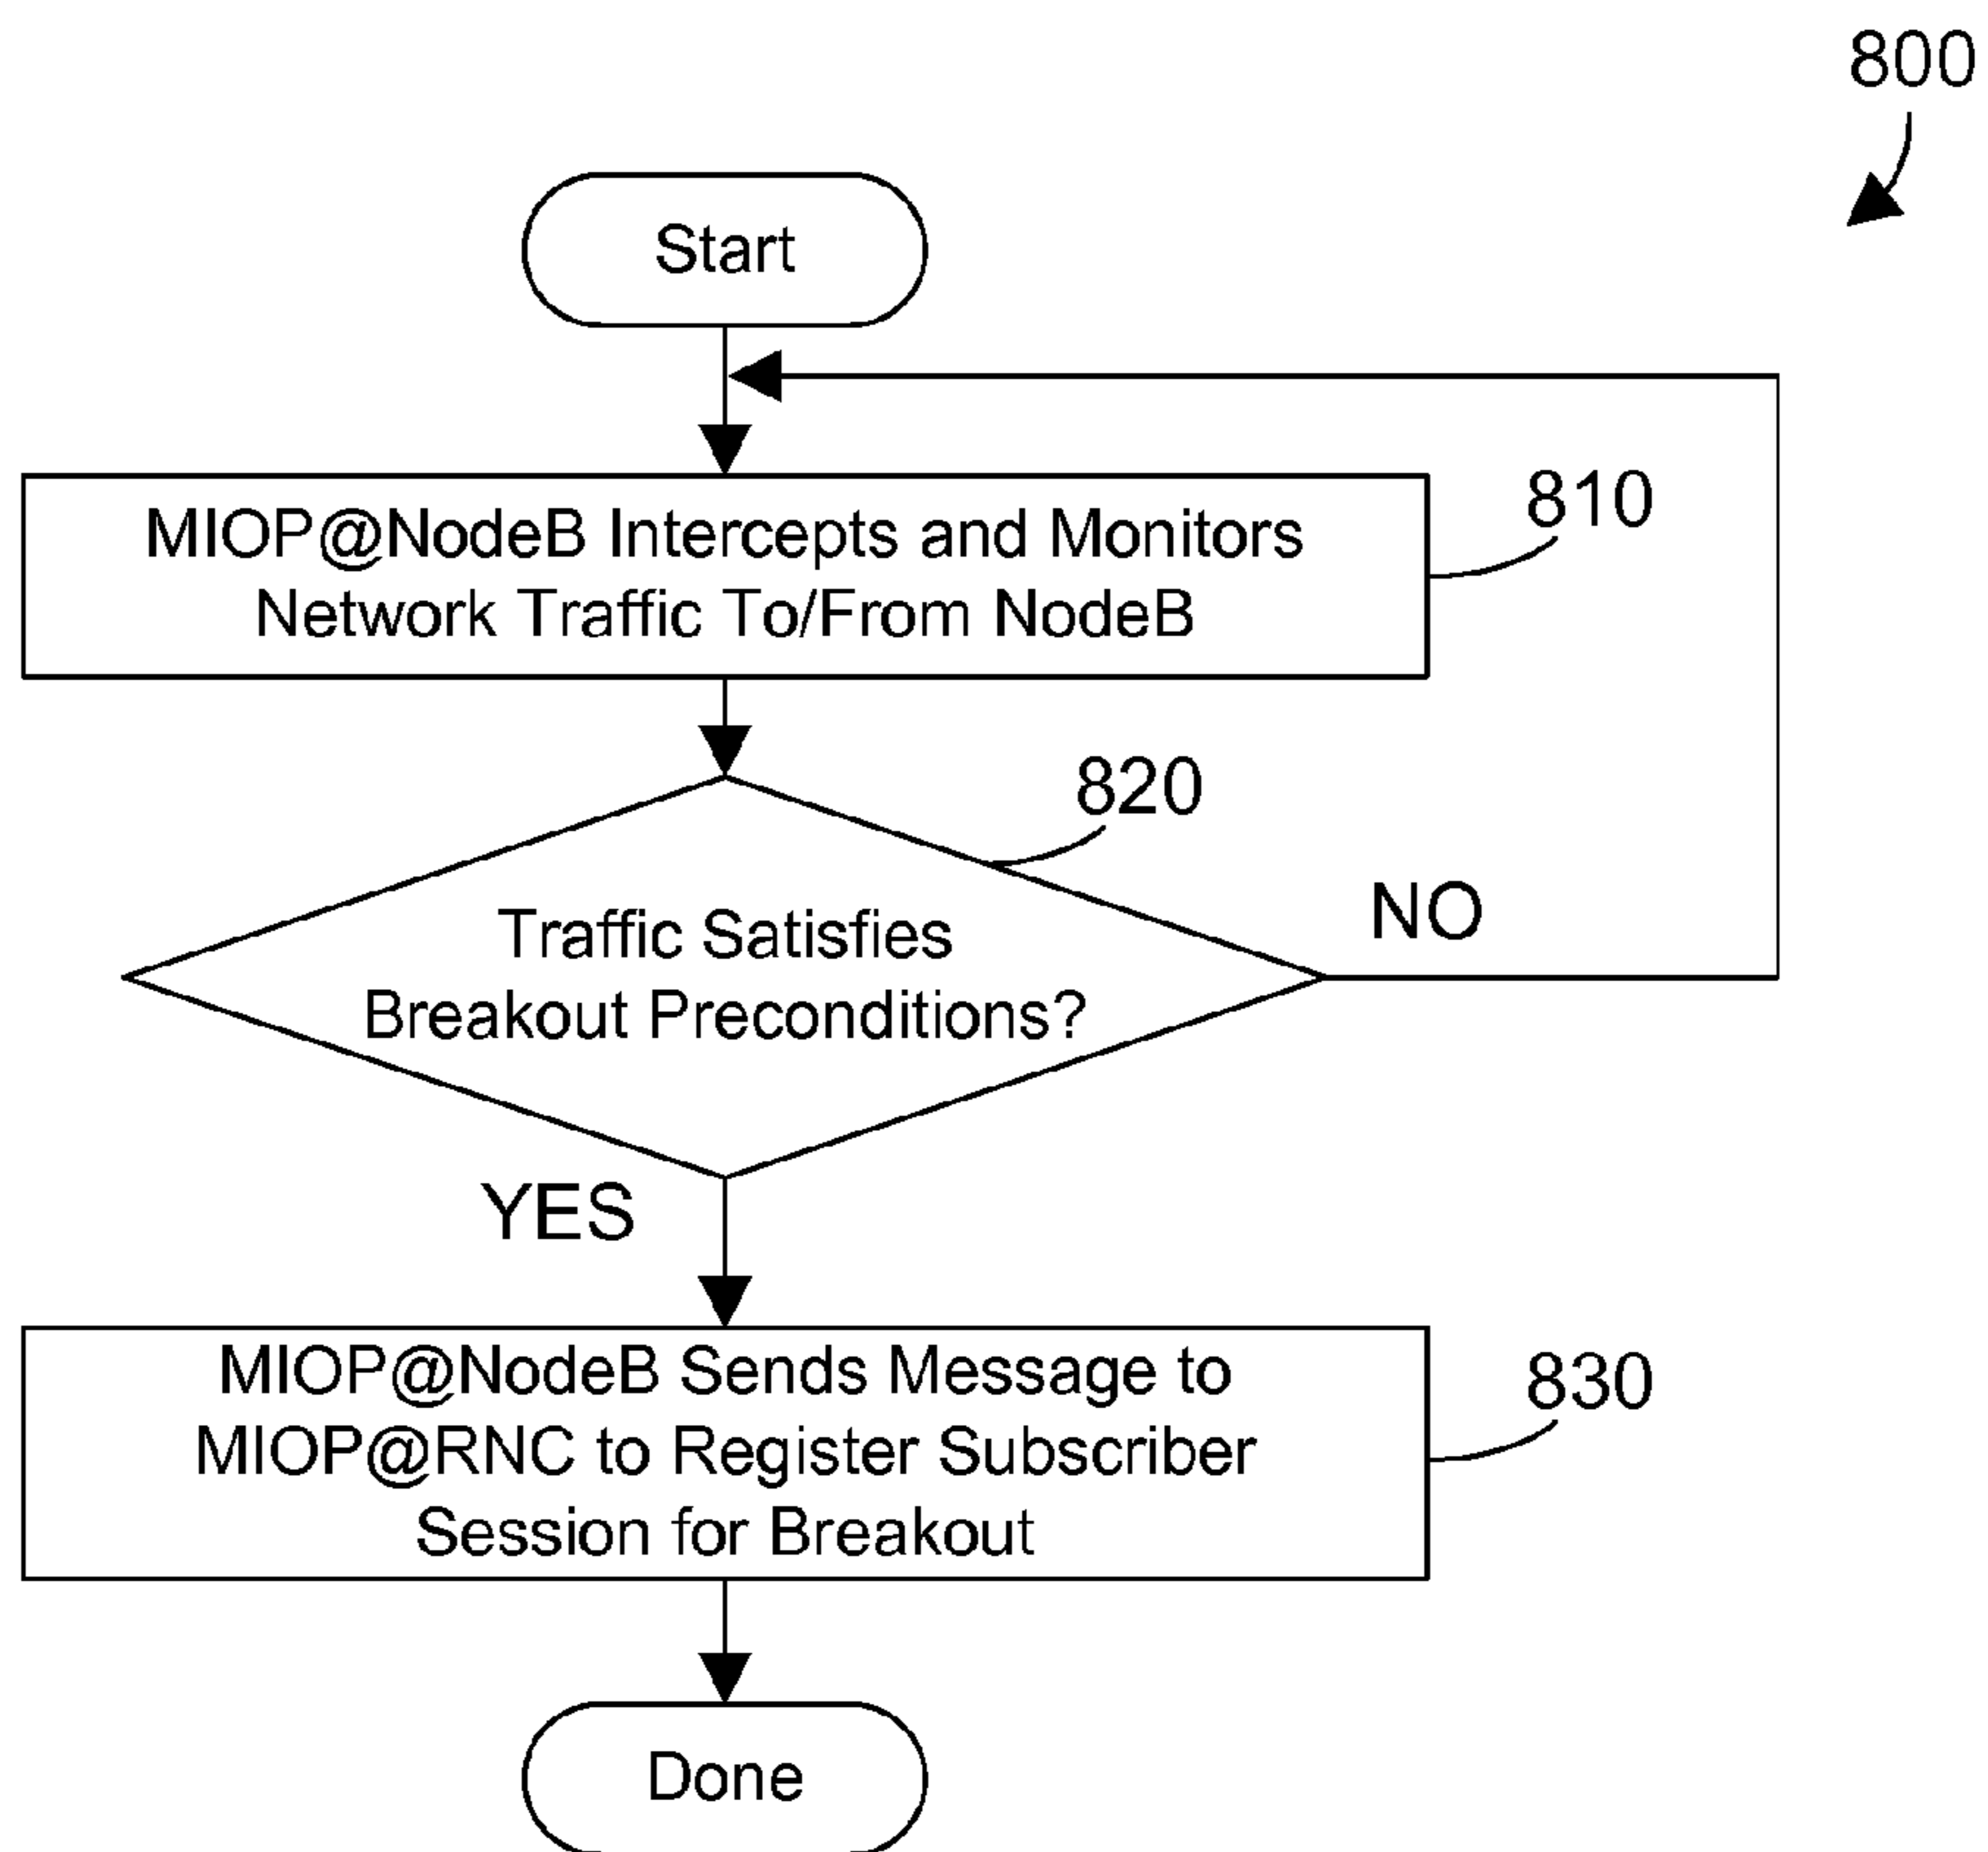 800
Start
MIOP@NodeB Intercepts and Monitors
Network Traffic To/From NodeB
810
820
Traffic Satisfies
Breakout Preconditions?
NO
YES
MIOP@NodeB Sends Message to
MIOP@RNC to Register Subscriber
Session for Breakout
830
Done